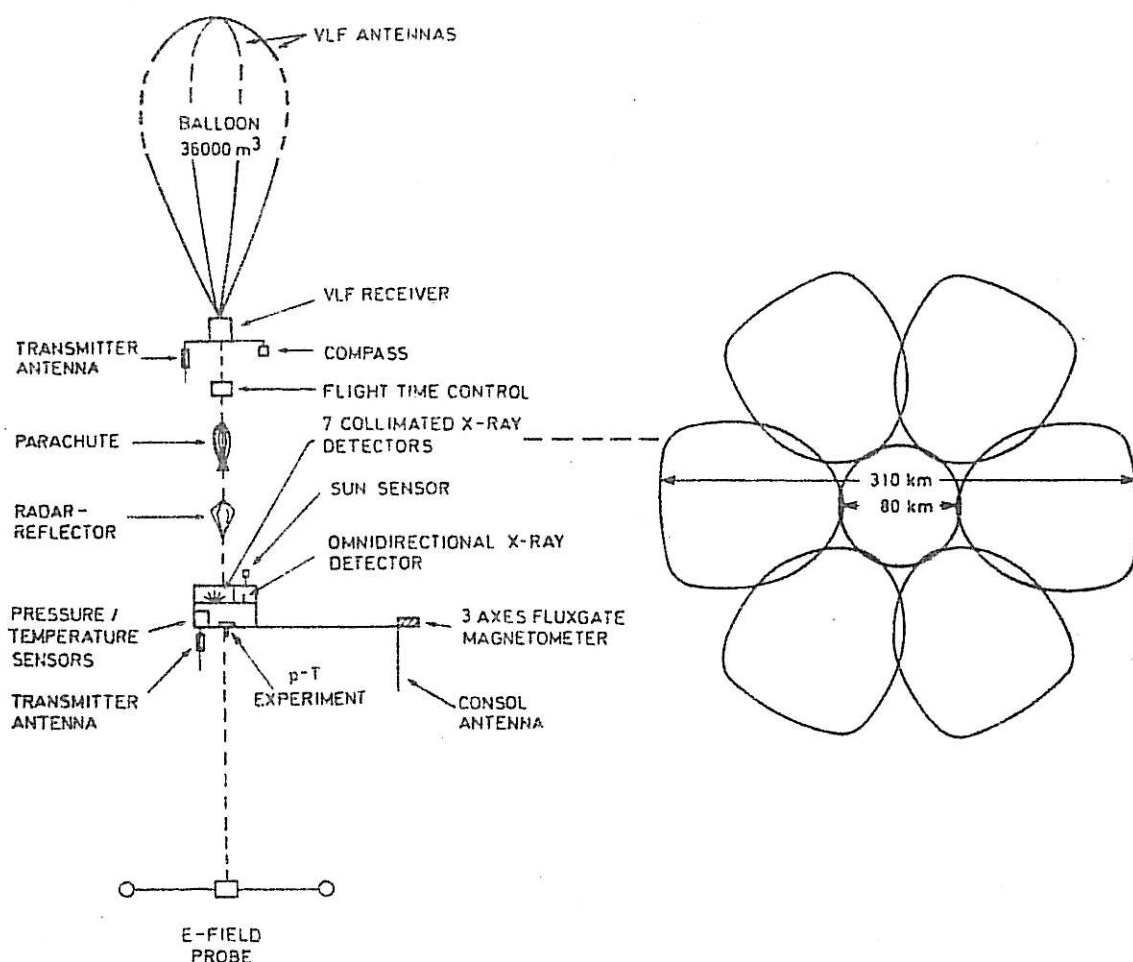 VLF ANTENNAS
BALLOON
36000 m³
VLF RECEIVER
TRANSMITTER
ANTENNA
COMPASS
FLIGHT TIME CONTROL
7 COLLIMATED X-RAY
DETECTORS
PARACHUTE
SUN SENSOR
RADAR-
REFLECTOR
OMNIDIRECTIONAL X-RAY
DETECTOR
PRESSURE /
TEMPERATURE
SENSORS
3 AXES FLUXGATE
MAGNETOMETER
TRANSMITTER
ANTENNA
p-T
EXPERIMENT
CONSOL
ANTENNA
E-FIELD
PROBE
310 km
80 km